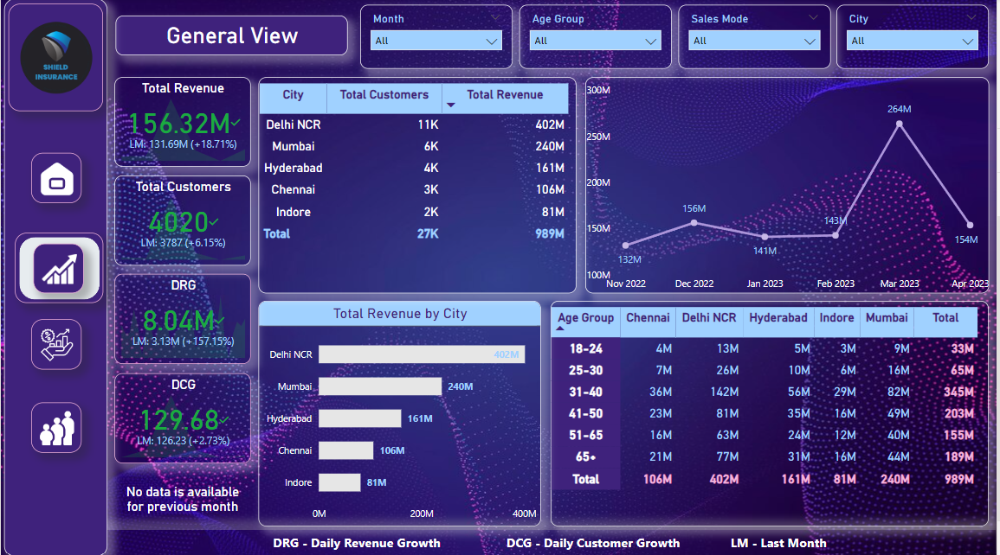 SHIELD
INSURANCE
General View
Month
All
Age Group
All
Sales Mode
All
City
All
Total Revenue
156.32M
LM: 131.69M (+18.71%)
Total Customers
4020
LM: 3787 (+6.15%)
DRG
8.04M
LM: 3.13M (+157.15%)
DCG
129.68
LM: 126.23 (+2.73%)
No data is available
for previous month
City Total Customers Total Revenue
Delhi NCR 11K 402M
Mumbai 6K 240M
Hyderabad 4K 161M
Chennai 3K 106M
Indore 2K 81M
Total 27K 989M
300M
250M
200M
150M
100M
132M
156M
141M
143M
264M
154M
Nov 2022 Dec 2022 Jan 2023 Feb 2023 Mar 2023 Apr 2023
Total Revenue by City
Delhi NCR 402M
Mumbai 240M
Hyderabad 161M
Chennai 106M
Indore 81M
0M 200M 400M
Age Group Chennai Delhi NCR Hyderabad Indore Mumbai Total
18-24 4M 13M 5M 3M 9M 33M
25-30 7M 26M 10M 6M 16M 65M
31-40 36M 142M 56M 29M 82M 345M
41-50 23M 81M 35M 16M 49M 203M
51-65 16M 63M 24M 12M 40M 155M
65+ 21M 77M 31M 16M 44M 189M
Total 106M 402M 161M 81M 240M 989M
DRG - Daily Revenue Growth DCG - Daily Customer Growth LM - Last Month